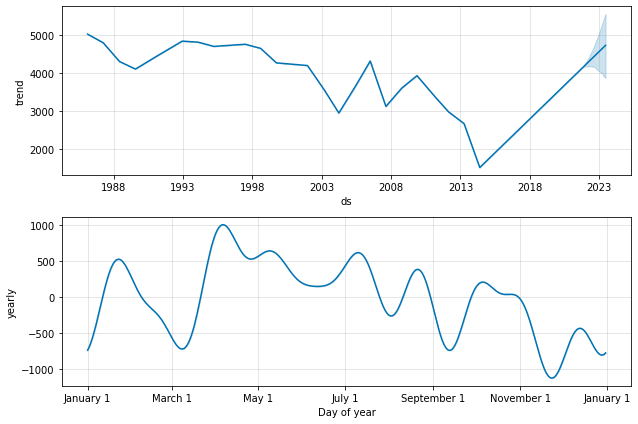 5000
4000
3000
2000
trend
1988 1993 1998 2003 2008 2013 2018 2023
ds
1000
500
0
−500
−1000
yearly
January 1 March 1 May 1 July 1 September 1 November 1 January 1
Day of year